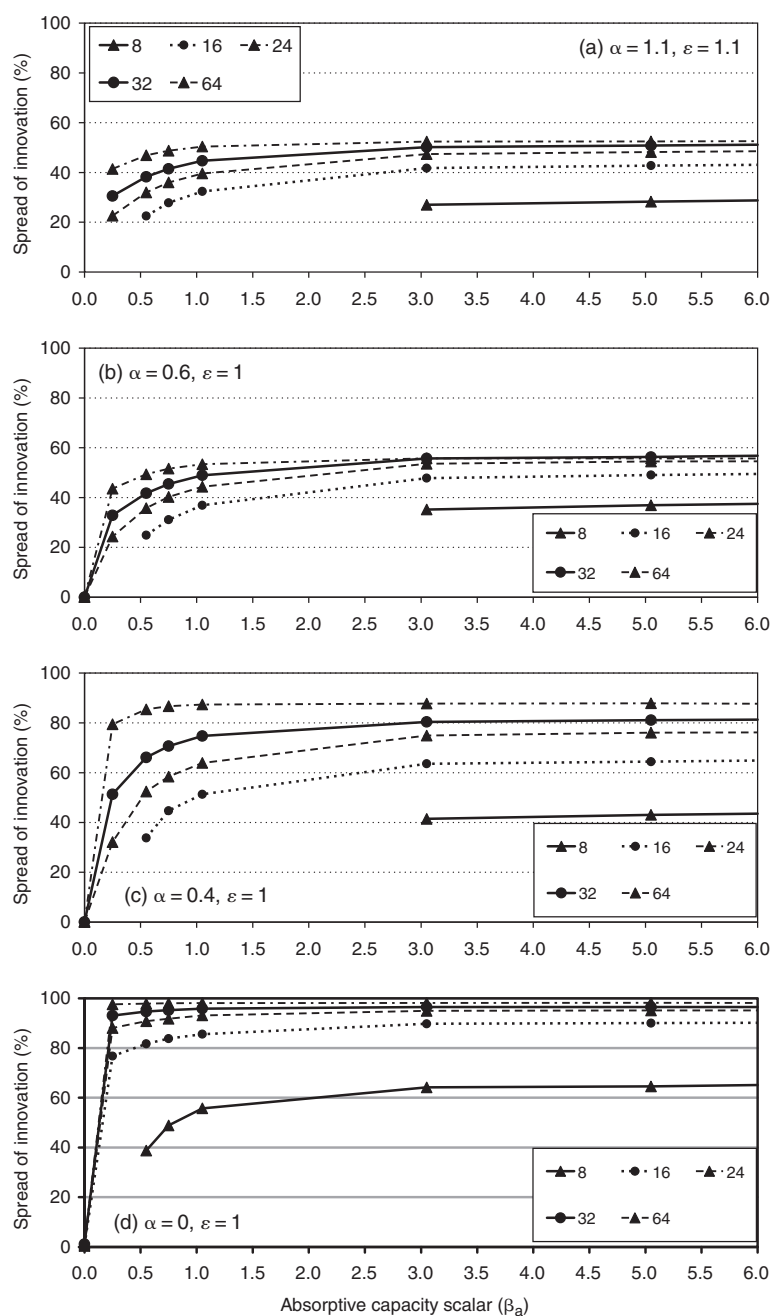 100
8 16 24
32 64
(a) α = 1.1, ε = 1.1
80
60
40
20
0
Spread of innovation (%)
0.0 0.5 1.0 1.5 2.0 2.5 3.0 3.5 4.0 4.5 5.0 5.5 6.0
100
(b) α = 0.6, ε = 1
80
60
40
20
0
Spread of innovation (%)
8 16 24
32 64
0.0 0.5 1.0 1.5 2.0 2.5 3.0 3.5 4.0 4.5 5.0 5.5 6.0
100
80
60
40
20
0
Spread of innovation (%)
8 16 24
32 64
(c) α = 0.4, ε = 1
0.0 0.5 1.0 1.5 2.0 2.5 3.0 3.5 4.0 4.5 5.0 5.5 6.0
100
80
60
40
20
0
Spread of innovation (%)
8 16 24
32 64
(d) α = 0, ε = 1
0.0 0.5 1.0 1.5 2.0 2.5 3.0 3.5 4.0 4.5 5.0 5.5 6.0
Absorptive capacity scalar (βa)